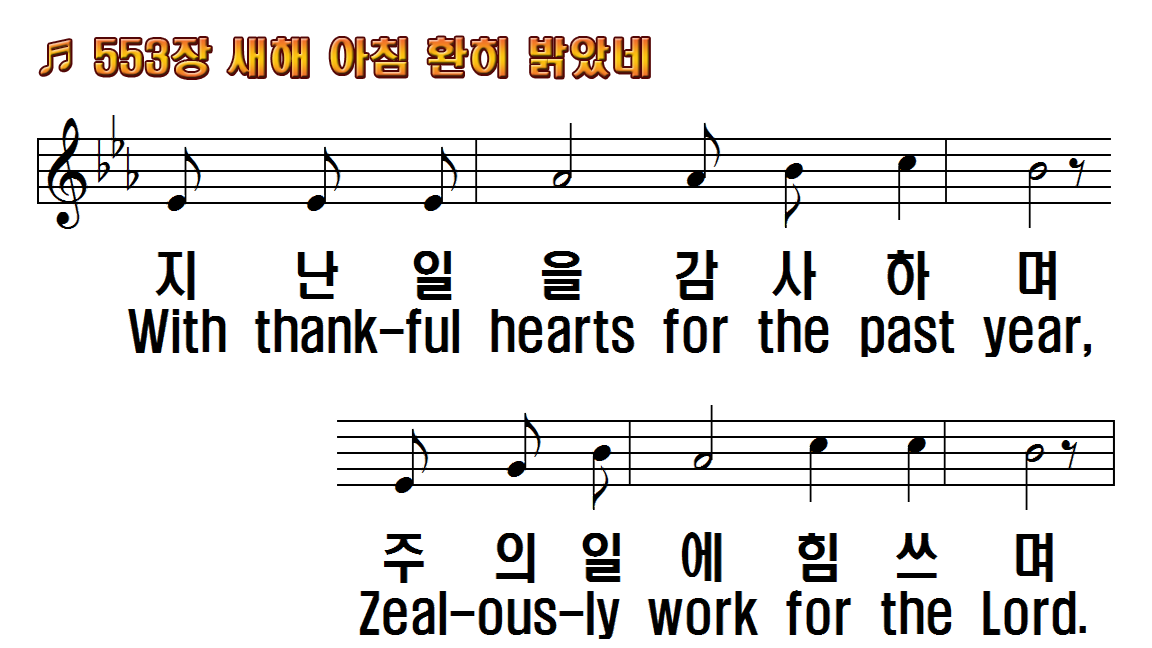 553장 새해 아침 환히 밝았네
지 난 일 을 감 사 하 며
With thank-ful hearts for the past year,
주 의 일 에 힘 쓰 며
Zeal-ous-ly work for the Lord.